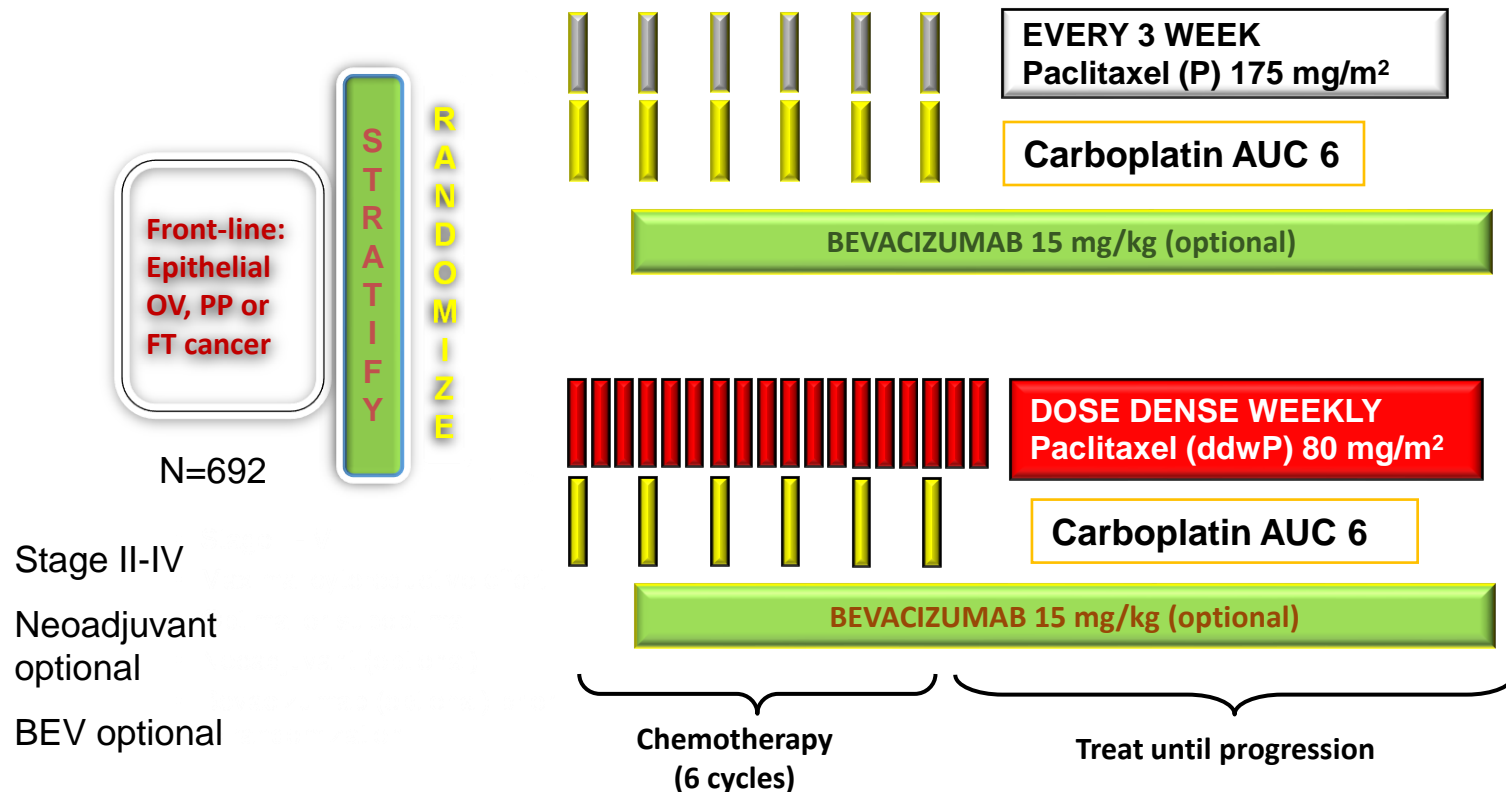 Front-line:
Epithelial
OV, PP or
FT cancer
N=692
Stage II-IV
Neoadjuvant
optional
BEV optional
STRATIFY
RANDOMIZE
EVERY 3 WEEK
Paclitaxel (P) 175 mg/m²
Carboplatin AUC 6
BEVACIZUMAB 15 mg/kg (optional)
DOSE DENSE WEEKLY
Paclitaxel (ddwP) 80 mg/m²
Carboplatin AUC 6
BEVACIZUMAB 15 mg/kg (optional)
Chemotherapy
(6 cycles)
Treat until progression